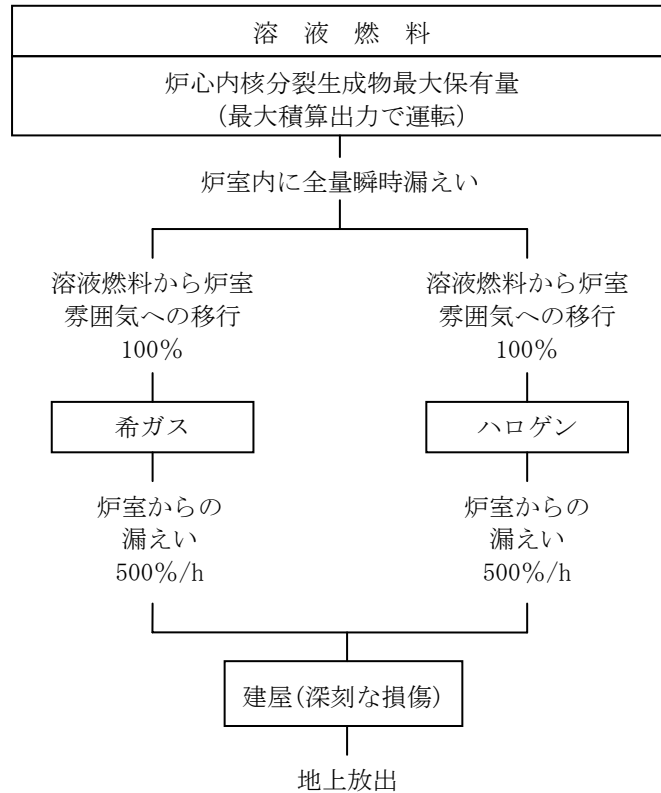 溶 液 燃 料
炉心内核分裂生成物最大保有量
(最大積算出力で運転)
炉室内に全量瞬時漏えい
溶液燃料から炉室
雰囲気への移行
100%
溶液燃料から炉室
雰囲気への移行
100%
希ガス
ハロゲン
炉室からの
漏えい
500%/h
炉室からの
漏えい
500%/h
建屋(深刻な損傷)
地上放出